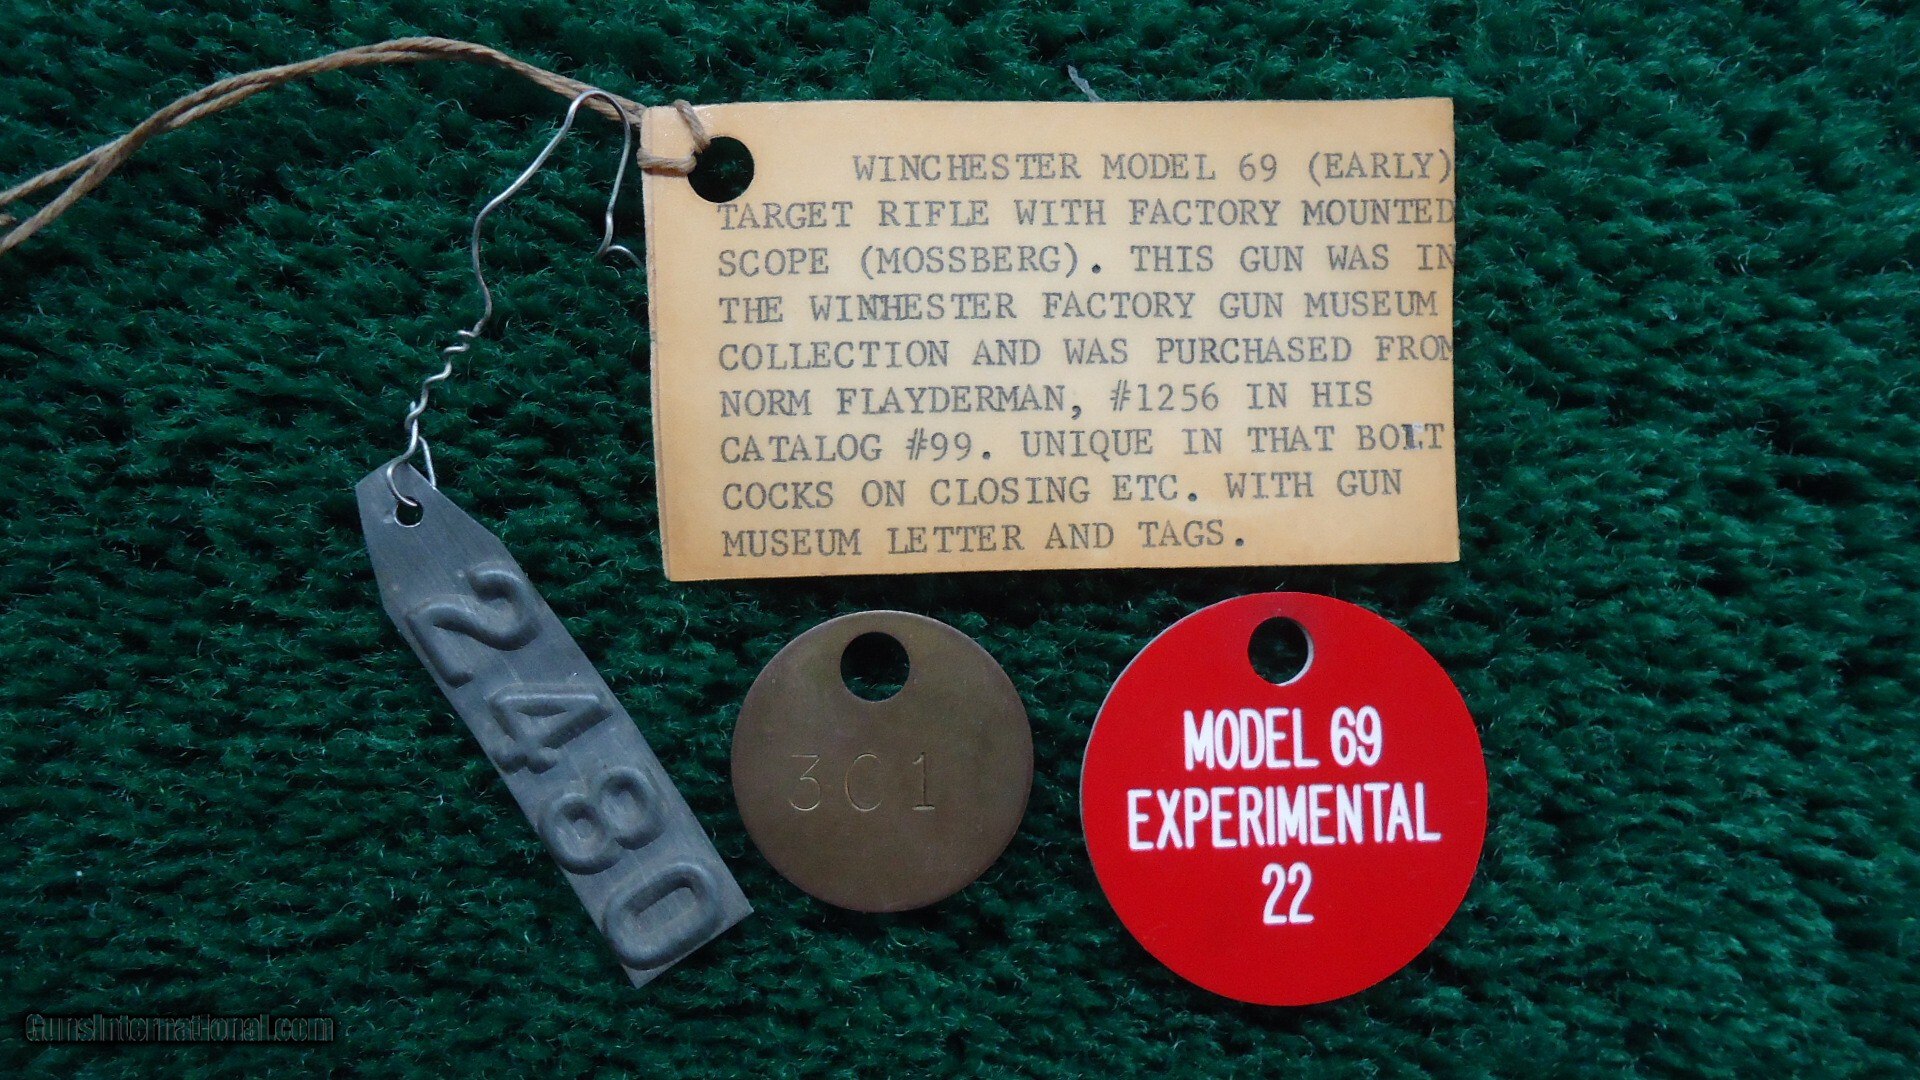 WINCHESTER MODEL 69 (EARLY)
TARGET RIFLE WITH FACTORY MOUNTED
SCOPE (MOSSBERG). THIS GUN WAS IN
THE WINHESTER FACTORY GUN MUSEUM
COLLECTION AND WAS PURCHASED FROM
NORM FLAYDERMAN, #1256 IN HIS
CATALOG #99. UNIQUE IN THAT BOLT
COCKS ON CLOSING ETC. WITH GUN
MUSEUM LETTER AND TAGS.
2480
3C1
MODEL 69
EXPERIMENTAL
22
GunsInternational.com